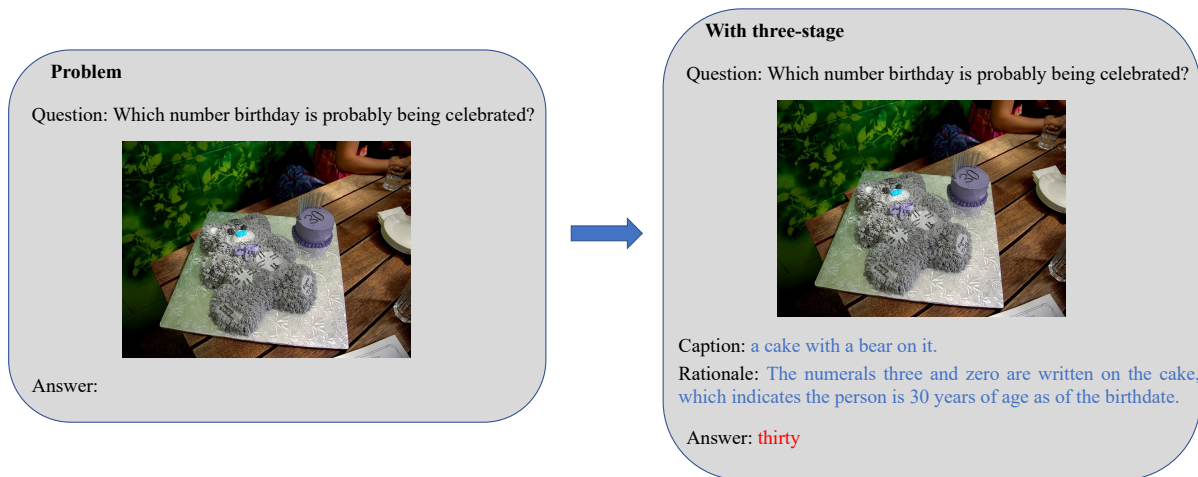 Problem
Question: Which number birthday is probably being celebrated?
30
Answer:
With three-stage
Question: Which number birthday is probably being celebrated?
30
Caption: a cake with a bear on it.
Rationale: The numerals three and zero are written on the cake,
which indicates the person is 30 years of age as of the birthdate.
Answer: thirty